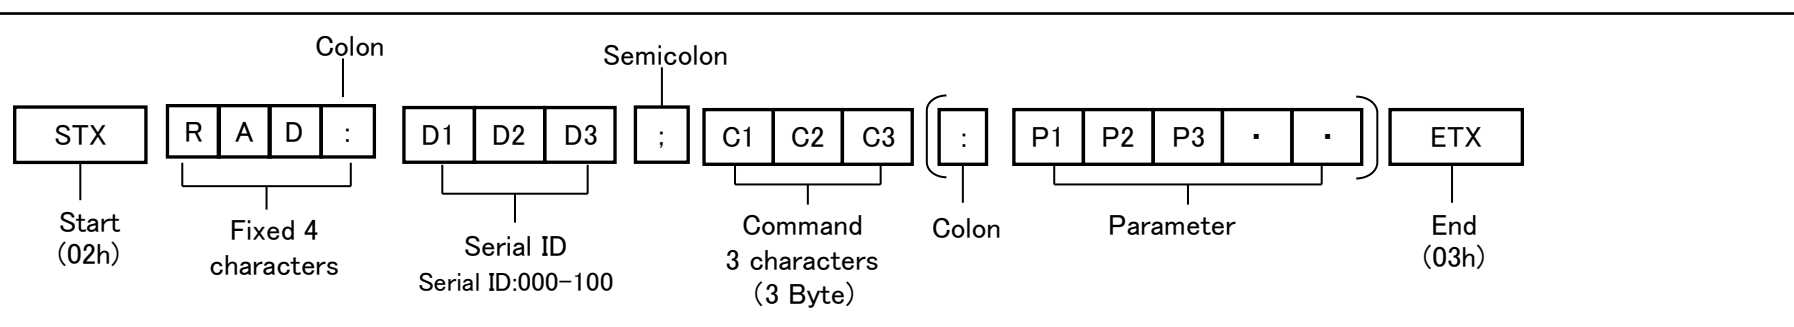 Colon
Semicolon
STX R A D : D1 D2 D3 ; C1 C2 C3 ( : P1 P2 P3 ・ ・ ) ETX
Start
(02h)
Fixed 4
characters
Serial ID
Serial ID:000-100
Command
3 characters
(3 Byte)
Colon
Parameter
End
(03h)